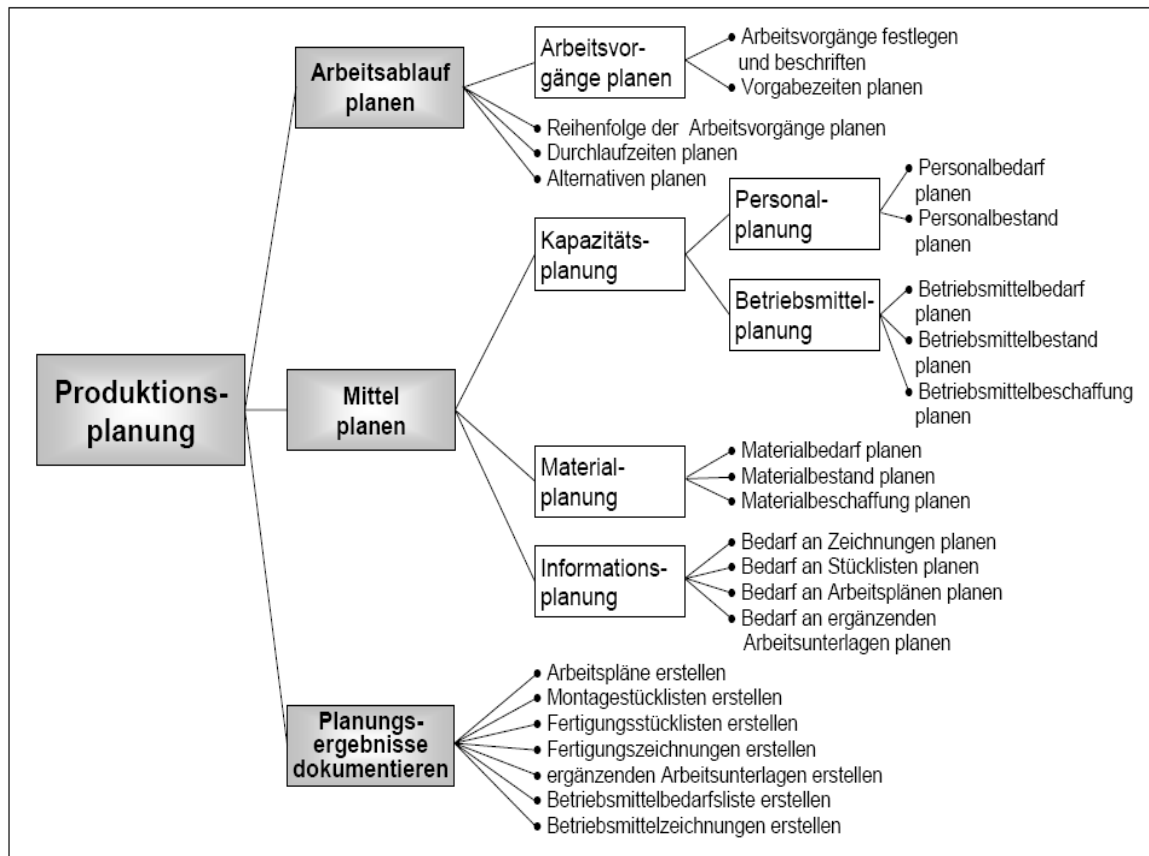 Produktions-
planung
Arbeitsablauf
planen
Arbeitsvor-
gänge planen
• Arbeitsvorgänge festlegen
und beschriften
• Vorgabezeiten planen
• Reihenfolge der Arbeitsvorgänge planen
• Durchlaufzeiten planen
• Alternativen planen
Mittel
planen
Kapazitäts-
planung
Personal-
planung
• Personalbedarf
planen
• Personalbestand
planen
Betriebsmittel-
planung
• Betriebsmittelbedarf
planen
• Betriebsmittelbestand
planen
• Betriebsmittelbeschaffung
planen
Material-
planung
• Materialbedarf planen
• Materialbestand planen
• Materialbeschaffung planen
Informations-
planung
• Bedarf an Zeichnungen planen
• Bedarf an Stücklisten planen
• Bedarf an Arbeitsplänen planen
• Bedarf an ergänzenden
Arbeitsunterlagen planen
Planungs-
ergebnisse
dokumentieren
• Arbeitspläne erstellen
• Montagestücklisten erstellen
• Fertigungsstücklisten erstellen
• Fertigungszeichnungen erstellen
• ergänzenden Arbeitsunterlagen erstellen
• Betriebsmittelbedarfsliste erstellen
• Betriebsmittelzeichnungen erstellen